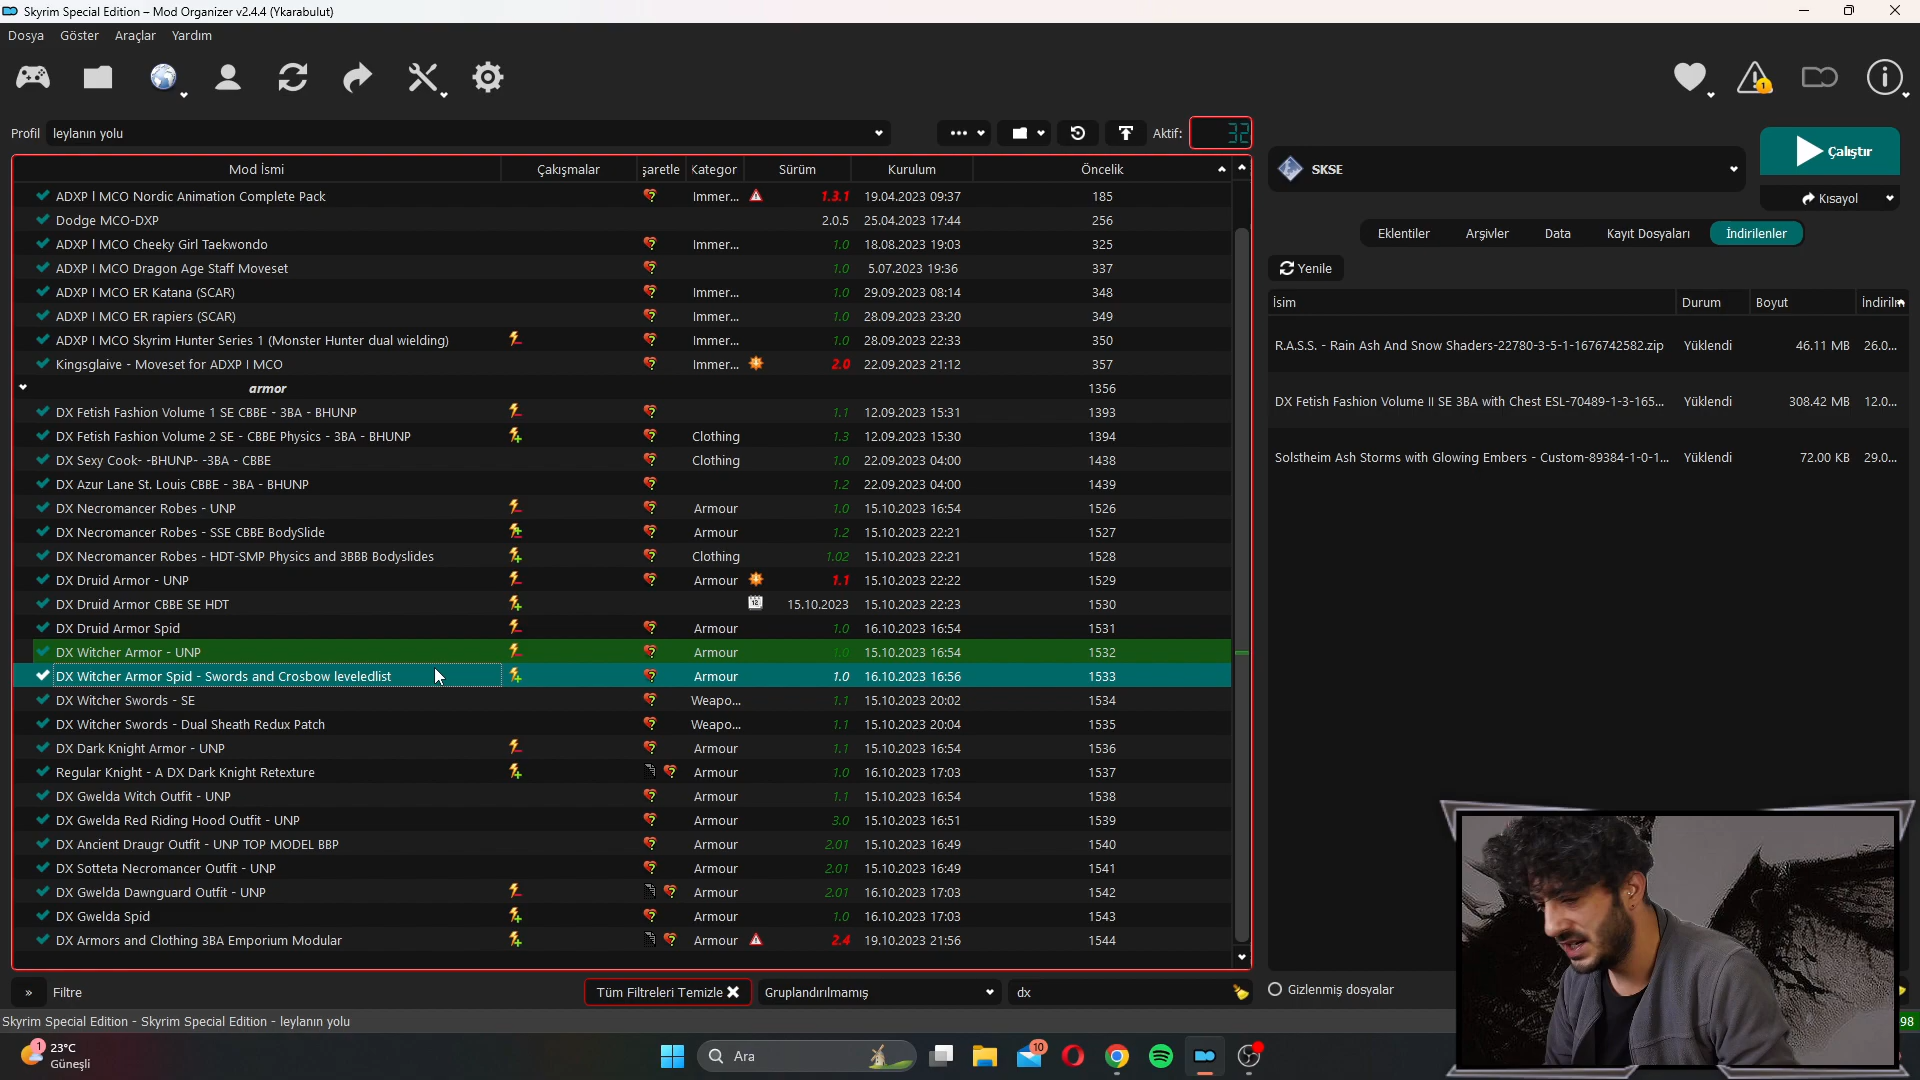 Skyrim Special Edition – Mod Organizer v2.4.4 (Ykarabulut)
Dosya Göster Araçlar Yardım
Profil leylanın yolu Aktif: 32
Mod İsmi Çakışmalar şaretle Kategor Sürüm Kurulum Öncelik
ADXP l MCO Nordic Animation Complete Pack Immer... 1.3.1 19.04.2023 09:37 185
Dodge MCO-DXP 2.0.5 25.04.2023 17:44 256
ADXP l MCO Cheeky Girl Taekwondo Immer... 1.0 18.08.2023 19:03 325
ADXP I MCO Dragon Age Staff Moveset 1.0 5.07.2023 19:36 337
ADXP I MCO ER Katana (SCAR) Immer... 1.0 29.09.2023 08:14 348
ADXP I MCO ER rapiers (SCAR) Immer... 1.0 28.09.2023 23:20 349
ADXP I MCO Skyrim Hunter Series 1 (Monster Hunter dual wielding) Immer... 1.0 28.09.2023 22:33 350
Kingsglaive - Moveset for ADXP I MCO Immer... 2.0 22.09.2023 21:12 357
armor 1356
DX Fetish Fashion Volume 1 SE CBBE - 3BA - BHUNP 1.1 12.09.2023 15:31 1393
DX Fetish Fashion Volume 2 SE - CBBE Physics - 3BA - BHUNP Clothing 1.3 12.09.2023 15:30 1394
DX Sexy Cook- -BHUNP- -3BA - CBBE Clothing 1.0 22.09.2023 04:00 1438
DX Azur Lane St. Louis CBBE - 3BA - BHUNP 1.2 22.09.2023 04:00 1439
DX Necromancer Robes - UNP Armour 1.0 15.10.2023 16:54 1526
DX Necromancer Robes - SSE CBBE BodySlide Armour 1.2 15.10.2023 22:21 1527
DX Necromancer Robes - HDT-SMP Physics and 3BBB Bodyslides Clothing 1.02 15.10.2023 22:21 1528
DX Druid Armor - UNP Armour 1.1 15.10.2023 22:22 1529
DX Druid Armor CBBE SE HDT 12 15.10.2023 15.10.2023 22:23 1530
DX Druid Armor Spid Armour 1.0 16.10.2023 16:54 1531
DX Witcher Armor - UNP Armour 1.0 15.10.2023 16:54 1532
DX Witcher Armor Spid - Swords and Crosbow leveledlist Armour 1.0 16.10.2023 16:56 1533
DX Witcher Swords - SE Weapo... 1.1 15.10.2023 20:02 1534
DX Witcher Swords - Dual Sheath Redux Patch Weapo... 1.1 15.10.2023 20:04 1535
DX Dark Knight Armor - UNP Armour 1.1 15.10.2023 16:54 1536
Regular Knight - A DX Dark Knight Retexture Armour 1.0 16.10.2023 17:03 1537
DX Gwelda Witch Outfit - UNP Armour 1.1 15.10.2023 16:54 1538
DX Gwelda Red Riding Hood Outfit - UNP Armour 3.0 15.10.2023 16:51 1539
DX Ancient Draugr Outfit - UNP TOP MODEL BBP Armour 2.01 15.10.2023 16:49 1540
DX Sotteta Necromancer Outfit - UNP Armour 2.01 15.10.2023 16:49 1541
DX Gwelda Dawnguard Outfit - UNP Armour 2.01 16.10.2023 17:03 1542
DX Gwelda Spid Armour 1.0 16.10.2023 17:03 1543
DX Armors and Clothing 3BA Emporium Modular Armour 2.4 19.10.2023 21:56 1544
» Filtre Tüm Filtreleri Temizle Gruplandırılmamış dx
SKSE
Çalıştır
Kısayol
Eklentiler Arşivler Data Kayıt Dosyaları İndirilenler
Yenile
İsim Durum Boyut İndirilm
R.A.S.S. - Rain Ash And Snow Shaders-22780-3-5-1-1676742582.zip Yüklendi 46.11 MB 26.0...
DX Fetish Fashion Volume II SE 3BA with Chest ESL-70489-1-3-165... Yüklendi 308.42 MB 12.0...
Solstheim Ash Storms with Glowing Embers - Custom-89384-1-0-1... Yüklendi 72.00 KB 29.0...
Gizlenmiş dosyalar
Skyrim Special Edition - Skyrim Special Edition - leylanın yolu
98
1
23°C
Güneşli
Ara
10